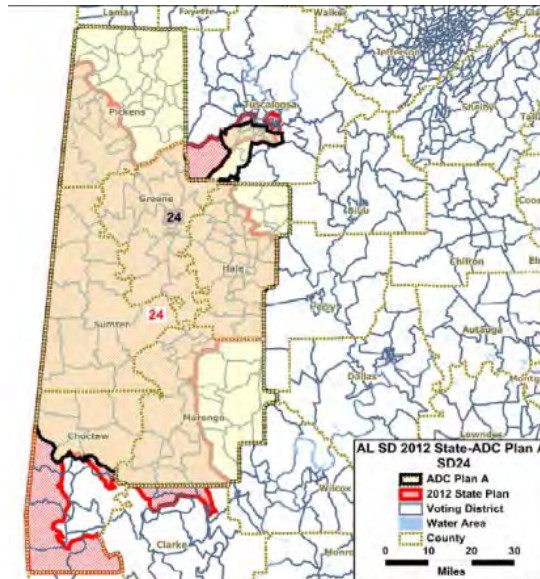 Lamar
Fayette
Walker
Jefferson
Tuscaloosa
Pickens
Shelby
Greene
24
Bibb
Hale
Chilton
Perry
24
Sumter
Autauga
Dallas
Marengo
Lowndes
Choctaw
Wilcox
Clarke
AL SD 2012 State-ADC Plan A
SD24
ADC Plan A
2012 State Plan
Voting District
Water Area
County
0 10 20 30
Miles